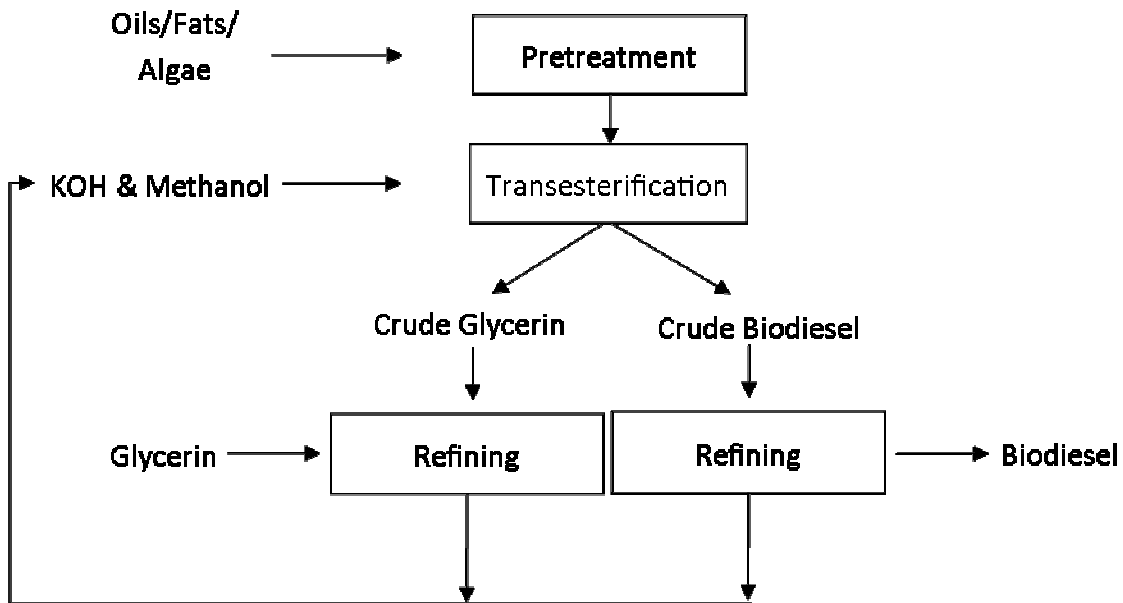 Oils/Fats/
Algae
Pretreatment
KOH & Methanol
Transesterification
Crude Glycerin
Crude Biodiesel
Glycerin
Refining
Refining
Biodiesel